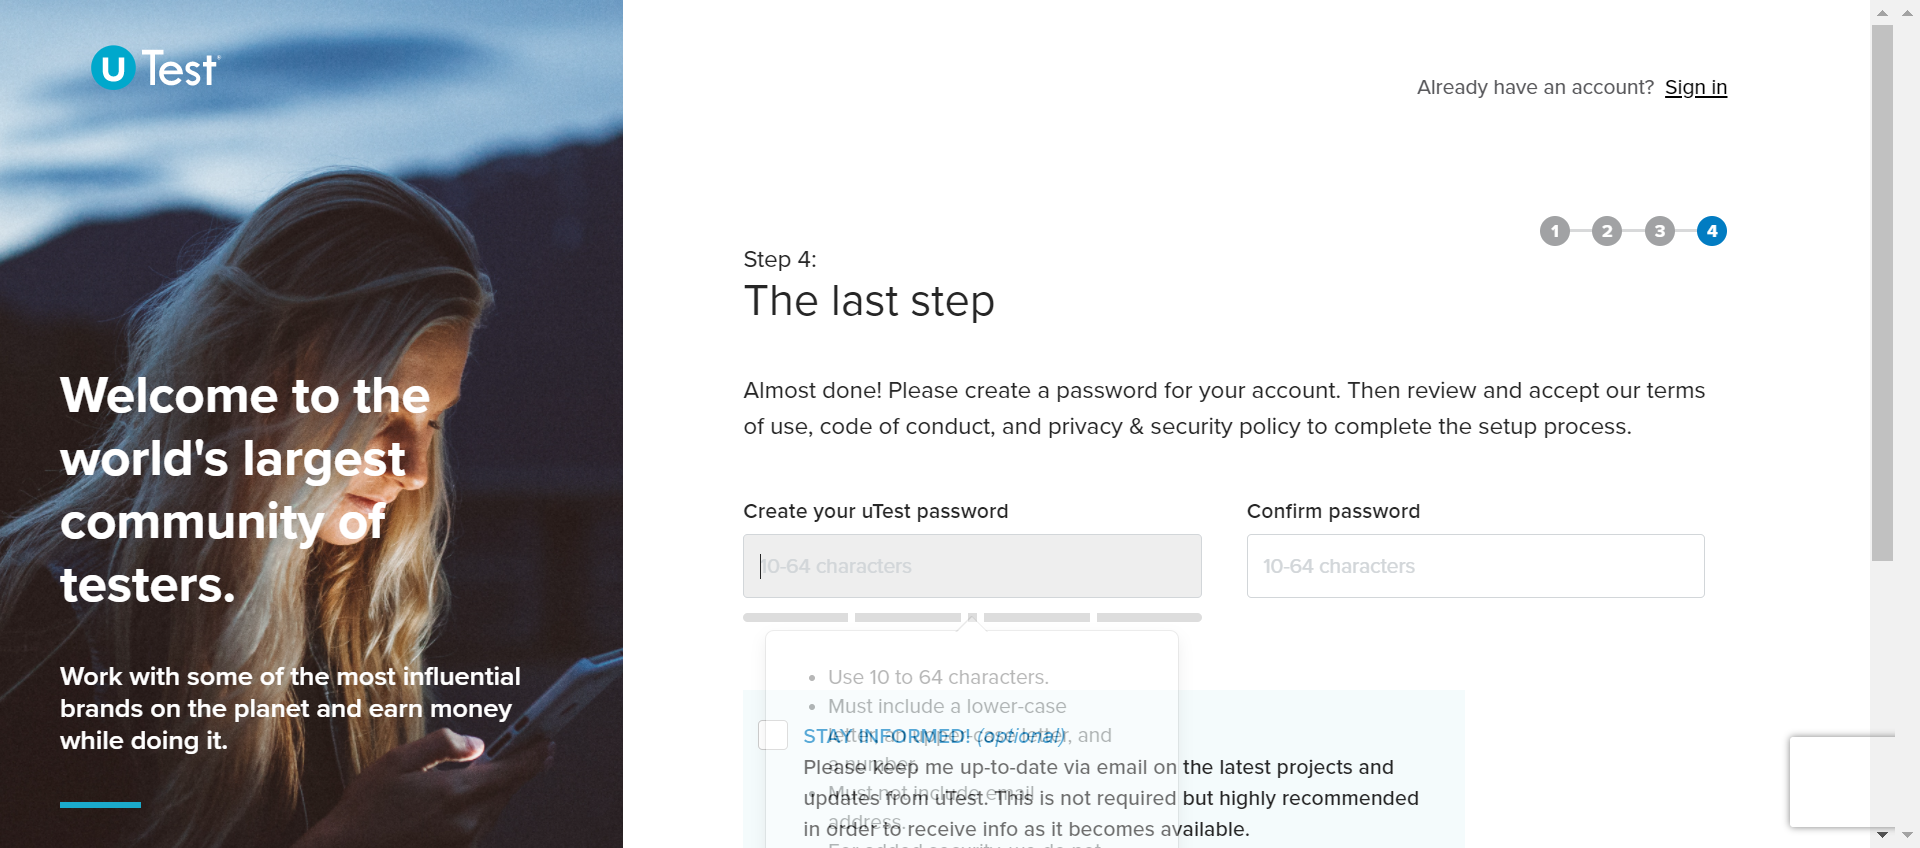 u Test
Welcome to the
world's largest
community of
testers.
Work with some of the most influential
brands on the planet and earn money
while doing it.
Already have an account? Sign in
1 2 3 4
Step 4:
The last step
Almost done! Please create a password for your account. Then review and accept our terms
of use, code of conduct, and privacy & security policy to complete the setup process.
Create your uTest password
10-64 characters
Confirm password
10-64 characters
• Use 10 to 64 characters.
• Must include a lower-case
letter, an upper-case letter, and
a number.
• Must not include email
address.
For added security, we do not
STAY INFORMED! (optional)
Please keep me up-to-date via email on the latest projects and
updates from uTest. This is not required but highly recommended
in order to receive info as it becomes available.